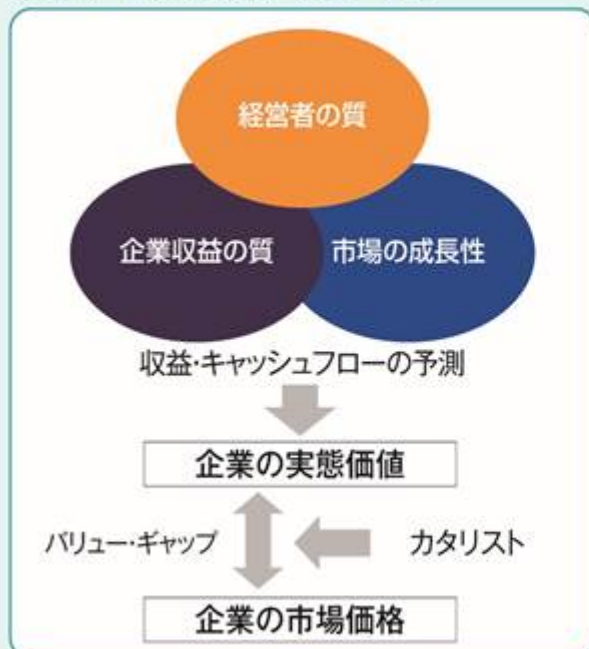 経営者の質
企業収益の質
市場の成長性
収益・キャッシュフローの予測
企業の実態価値
バリュー・ギャップ
カタリスト
企業の市場価格